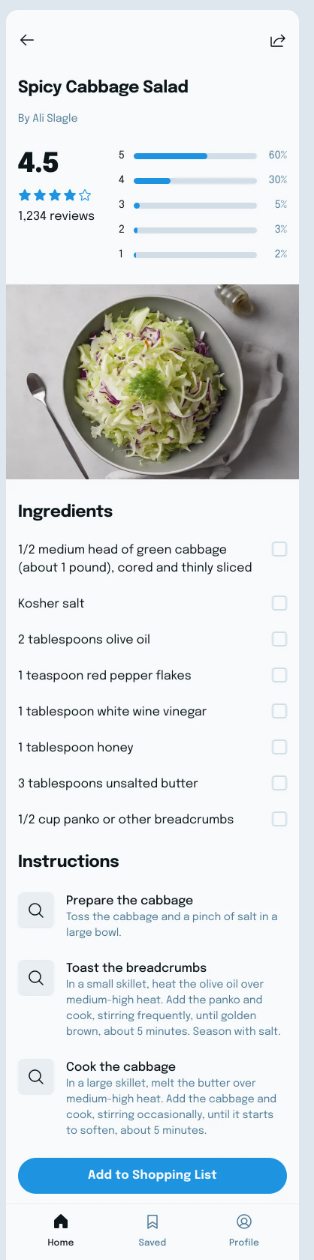 Spicy Cabbage Salad
By Ali Slagle
4.5
1,234 reviews
5 60%
4 30%
3 5%
2 3%
1 2%
Ingredients
1/2 medium head of green cabbage
(about 1 pound), cored and thinly sliced
Kosher salt
2 tablespoons olive oil
1 teaspoon red pepper flakes
1 tablespoon white wine vinegar
1 tablespoon honey
3 tablespoons unsalted butter
1/2 cup panko or other breadcrumbs
Instructions
Prepare the cabbage
Toss the cabbage and a pinch of salt in a
large bowl.
Toast the breadcrumbs
In a small skillet, heat the olive oil over
medium-high heat. Add the panko and
cook, stirring frequently, until golden
brown, about 5 minutes. Season with salt.
Cook the cabbage
In a large skillet, melt the butter over
medium-high heat. Add the cabbage and
cook, stirring occasionally, until it starts
to soften, about 5 minutes.
Add to Shopping List
Home Saved Profile